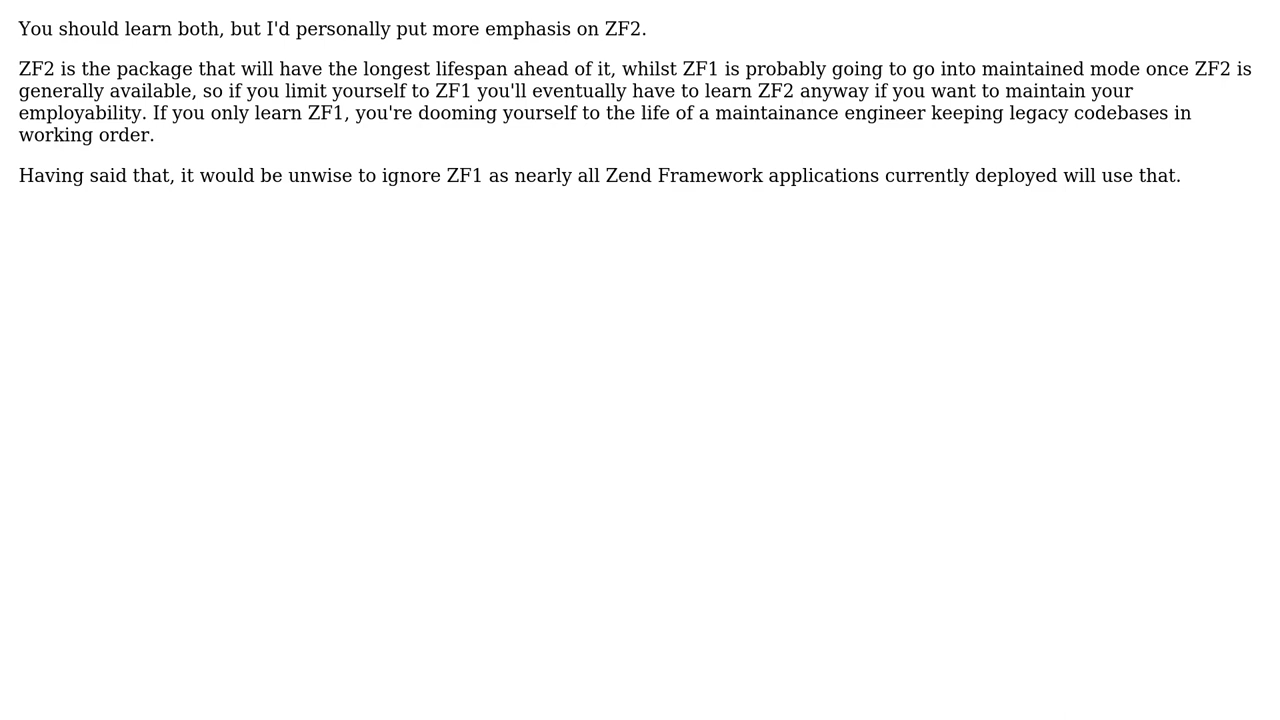 You should learn both, but I'd personally put more emphasis on ZF2.
ZF2 is the package that will have the longest lifespan ahead of it, whilst ZF1 is probably going to go into maintained mode once ZF2 is
generally available, so if you limit yourself to ZF1 you'll eventually have to learn ZF2 anyway if you want to maintain your
employability. If you only learn ZF1, you're dooming yourself to the life of a maintainance engineer keeping legacy codebases in
working order.
Having said that, it would be unwise to ignore ZF1 as nearly all Zend Framework applications currently deployed will use that.